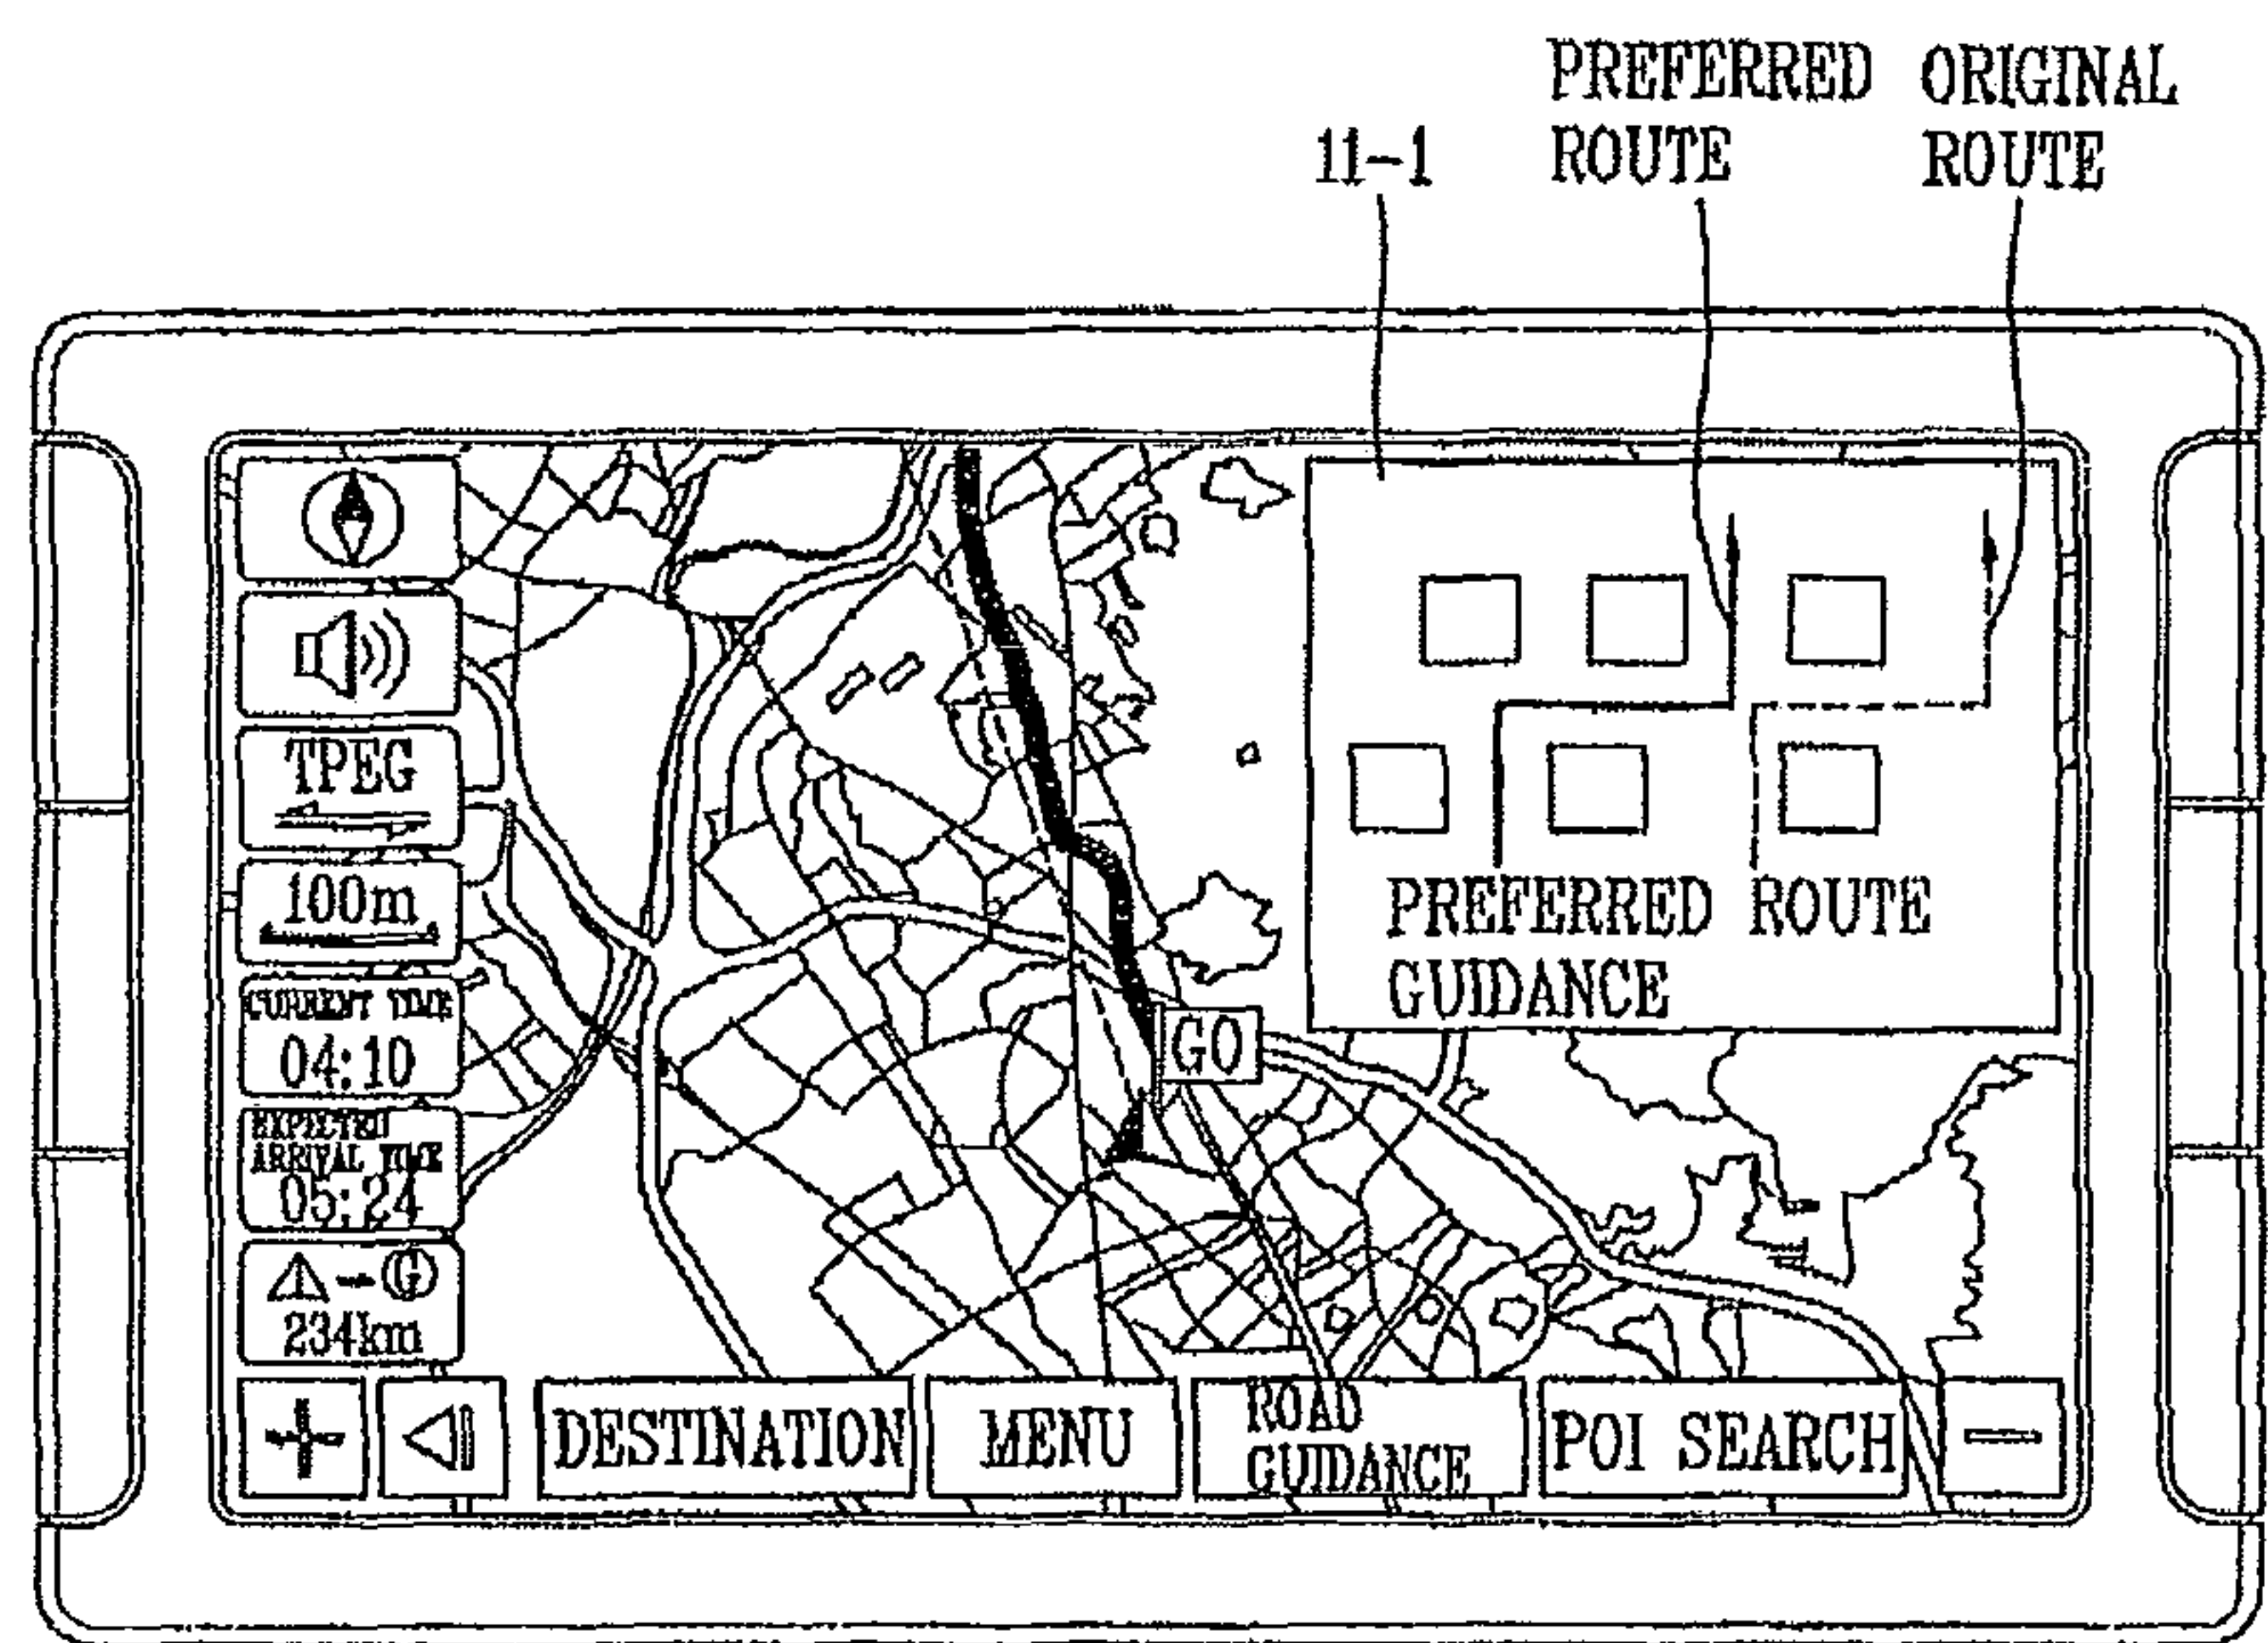 PREFERRED ORIGINAL
11-1 ROUTE ROUTE
TPEG
100m
CURRENT TIME
04:10
EXPECTED
ARRIVAL TIME
05:24
G
234km
PREFERRED ROUTE
GUIDANCE
GO
+
DESTINATION
MENU
ROAD
GUIDANCE
POI SEARCH
-